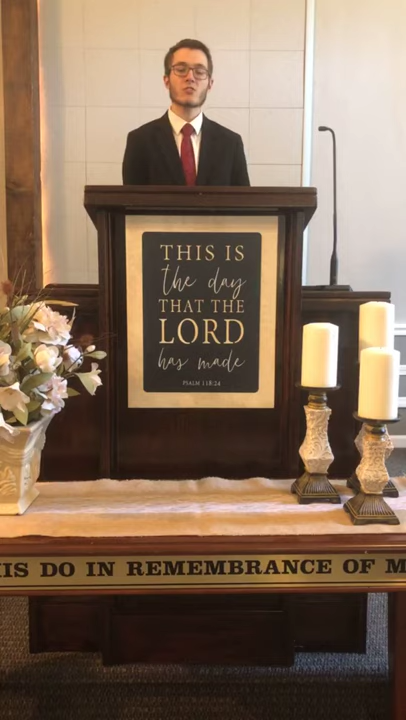 THIS IS
the day
THAT THE
LORD
has made
PSALM 118:24
IS DO IN REMEMBRANCE OF M